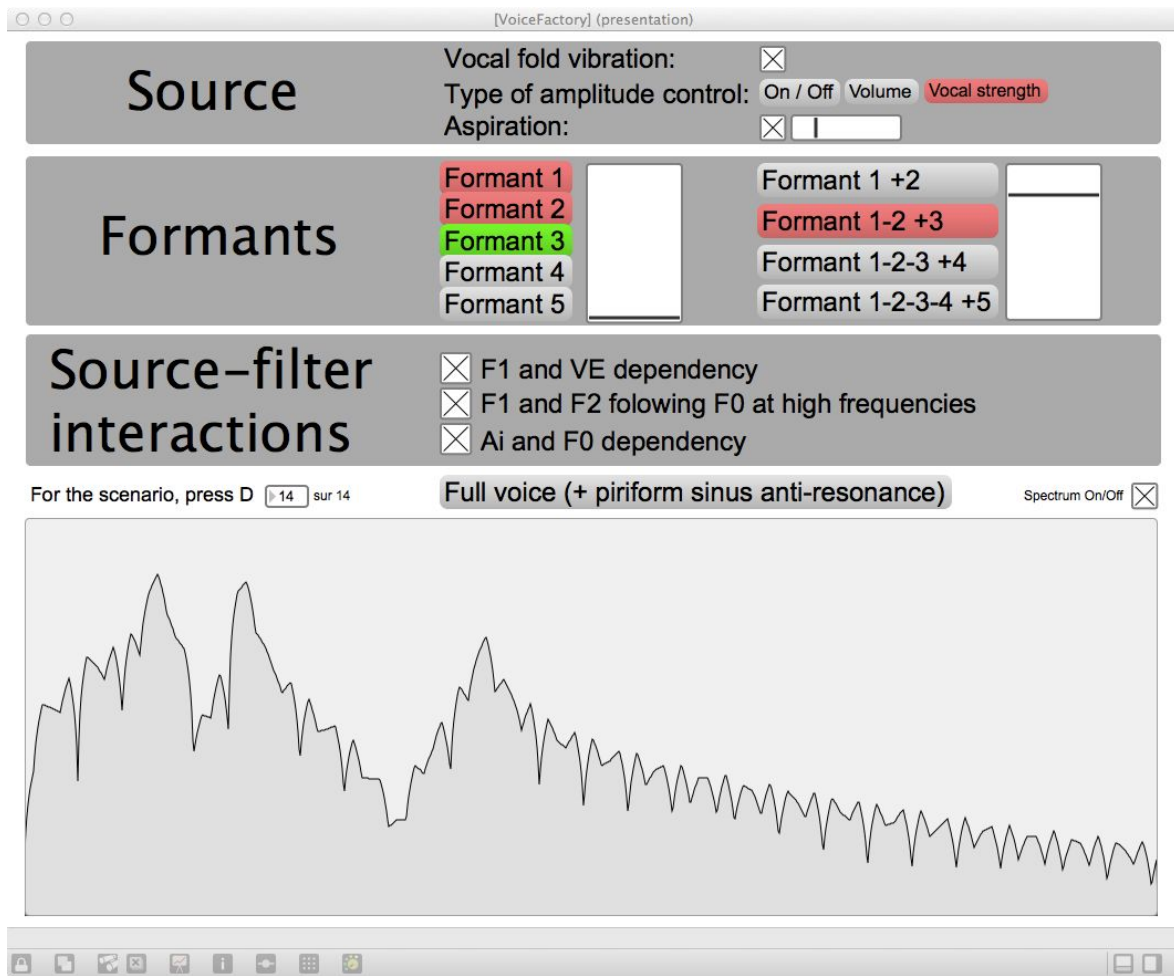 [VoiceFactory] (presentation)
Source
Vocal fold vibration:
Type of amplitude control: On / Off Volume Vocal strength
Aspiration:
Formants
Formant 1
Formant 2
Formant 3
Formant 4
Formant 5
Formant 1 +2
Formant 1-2 +3
Formant 1-2-3 +4
Formant 1-2-3-4 +5
Source-filter
interactions
F1 and VE dependency
F1 and F2 folowing F0 at high frequencies
Ai and F0 dependency
For the scenario, press D 14 sur 14
Full voice (+ piriform sinus anti-resonance)
Spectrum On/Off